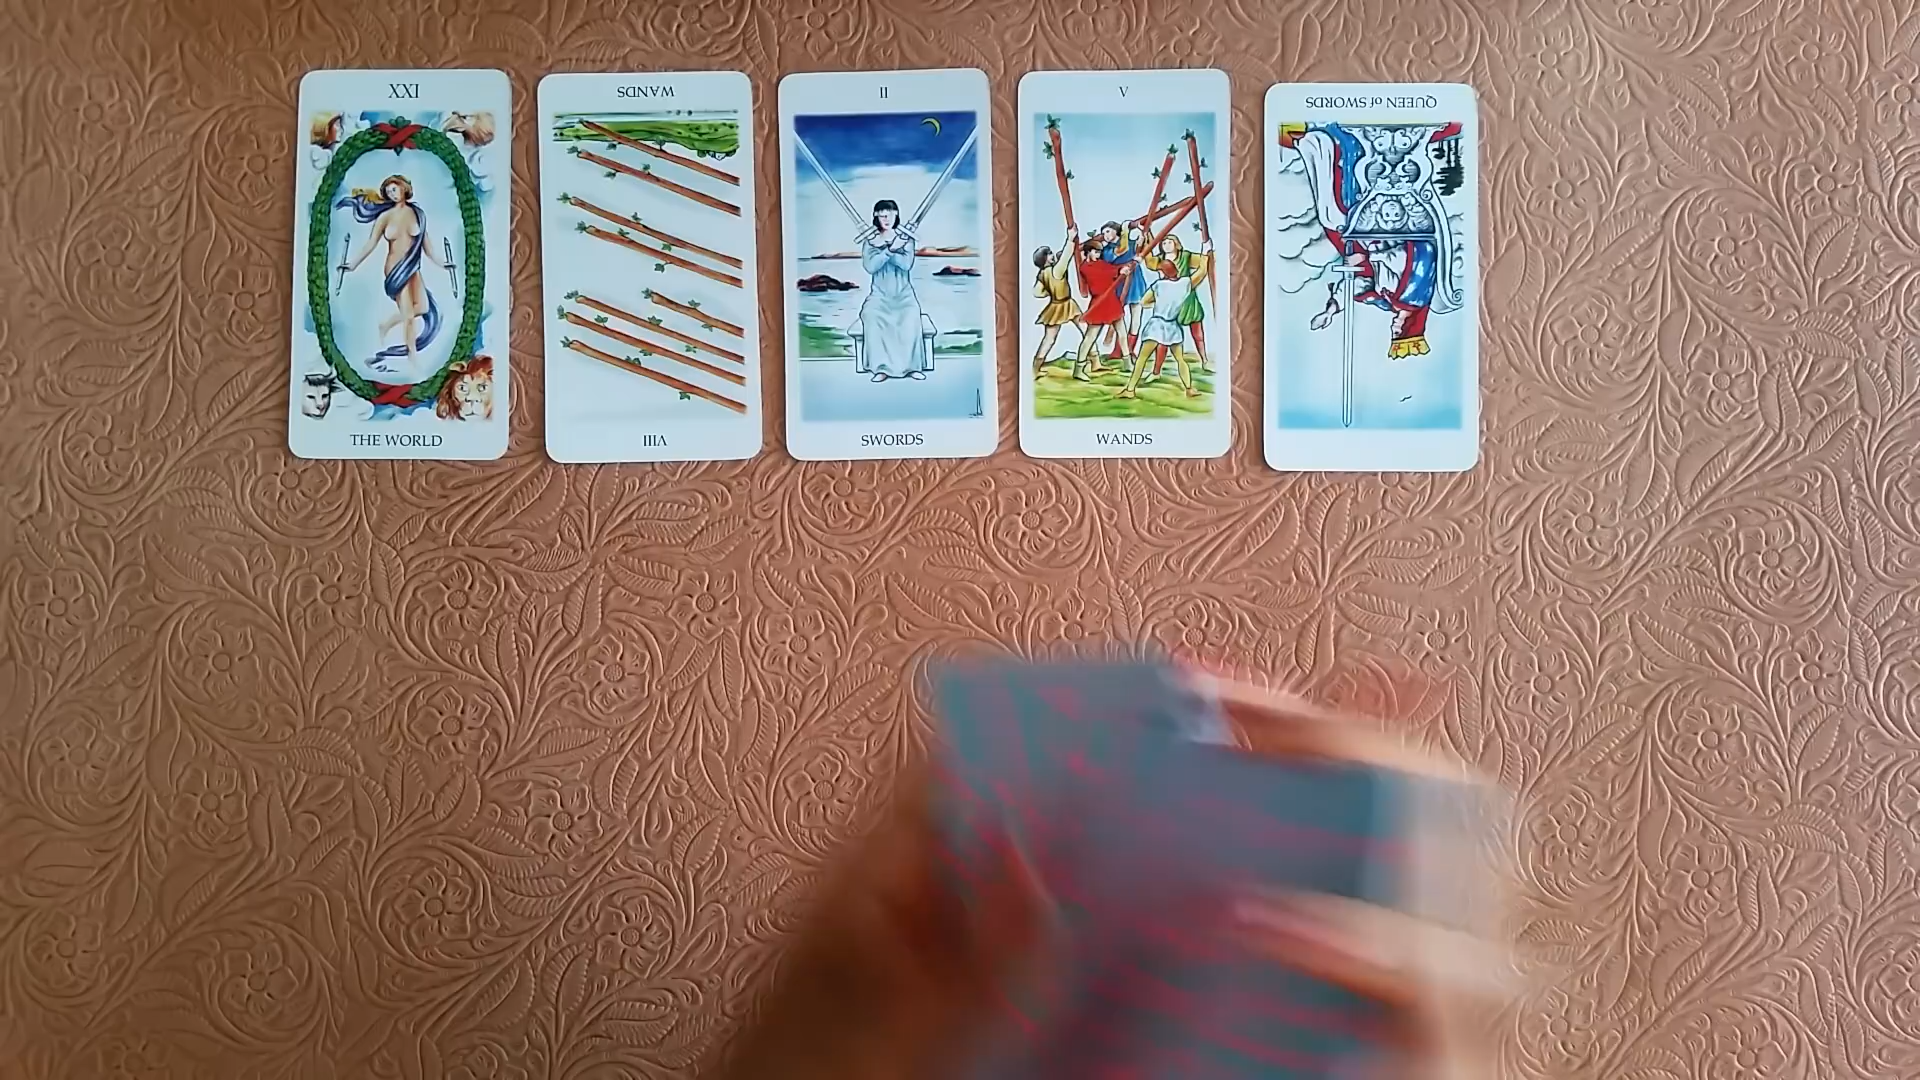 XXI
THE WORLD
WANDS
VIII
II
SWORDS
V
WANDS
QUEEN of SWORDS